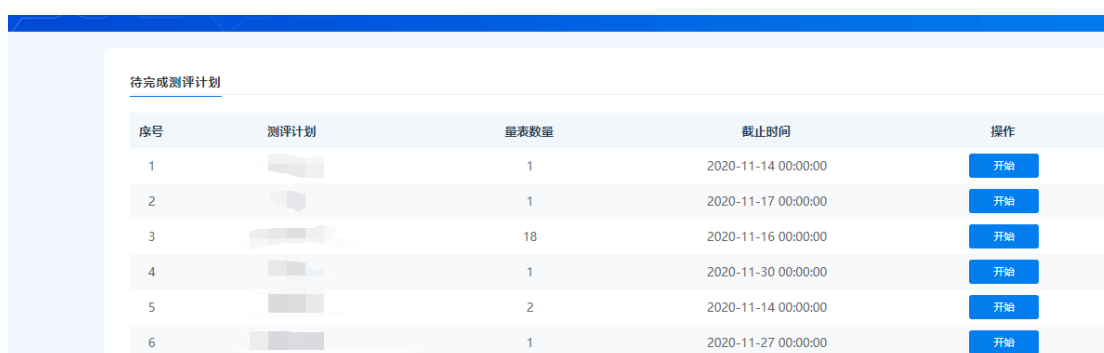 待完成测评计划
序号 测评计划 量表数量 截止时间 操作
1 1 2020-11-14 00:00:00 开始
2 1 2020-11-17 00:00:00 开始
3 18 2020-11-16 00:00:00 开始
4 1 2020-11-30 00:00:00 开始
5 2 2020-11-14 00:00:00 开始
6 1 2020-11-27 00:00:00 开始